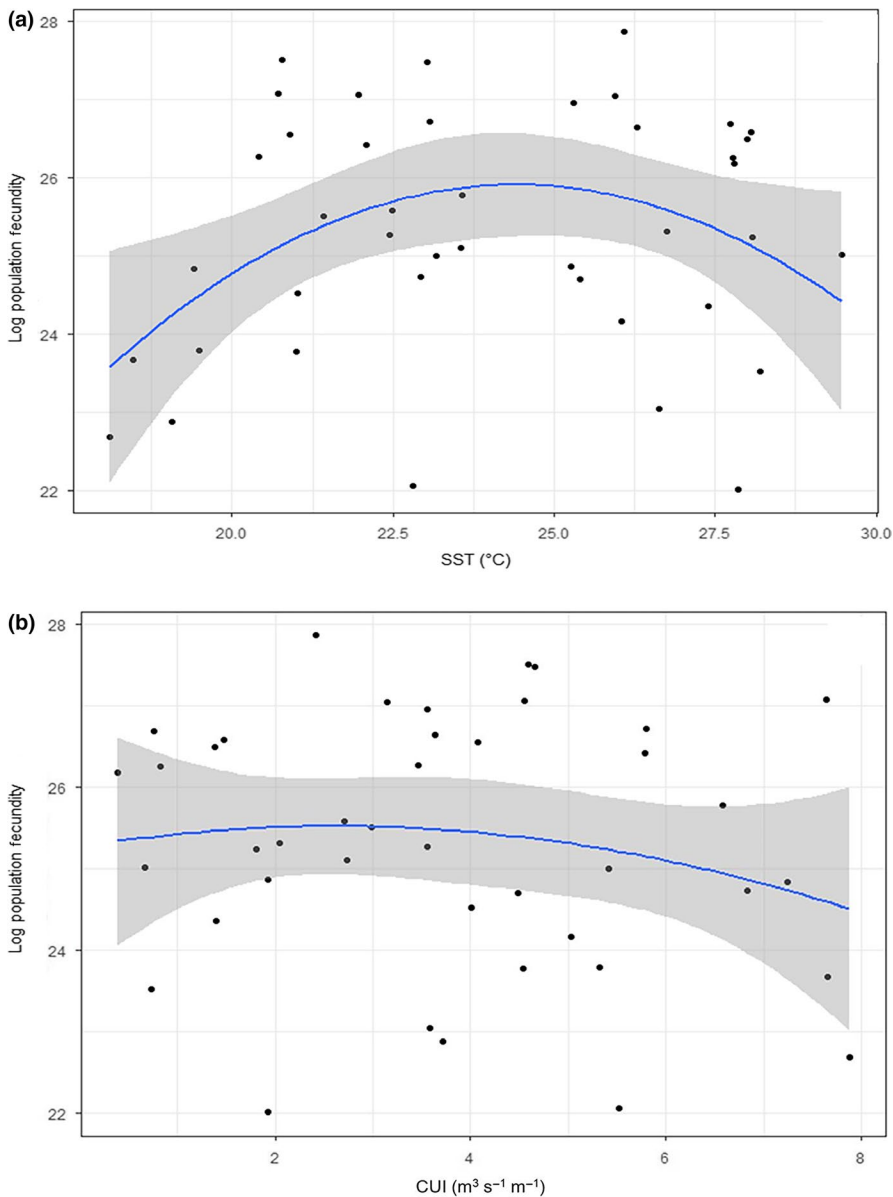 (a)
28
26
24
22
Log population fecundity
20.0 22.5 25.0 27.5 30.0
SST (°C)
(b)
28
26
24
22
Log population fecundity
2 4 6 8
CUI (m³ s⁻¹ m⁻¹)